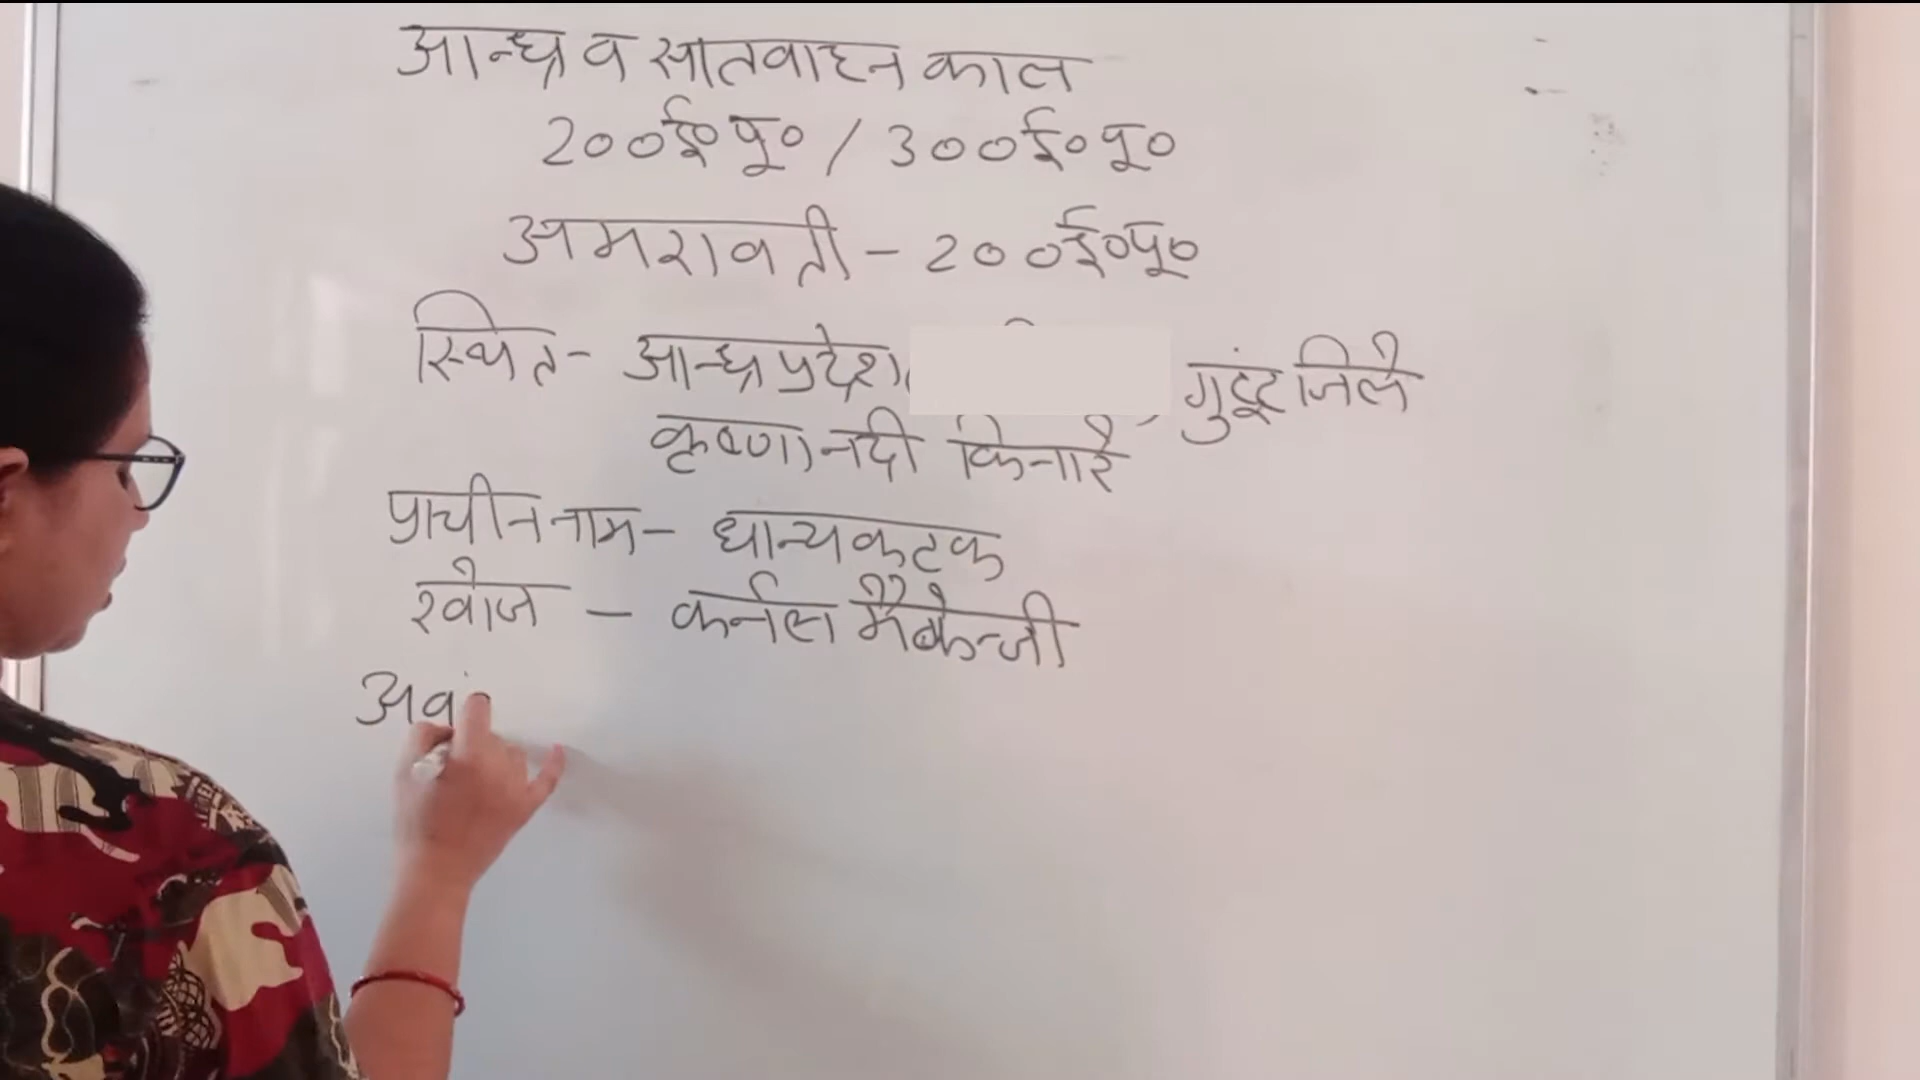 आन्ध्र व सातवाहन काल
200ई०पू० / 300ई०पू०
अमरावती - 200ई०पू०
स्थित - आन्ध्रप्रदेश गुंटूर जिले
कृष्णा नदी किनारे
प्राचीन नाम - धान्यकटक
खोज - कर्नल मैकेन्जी